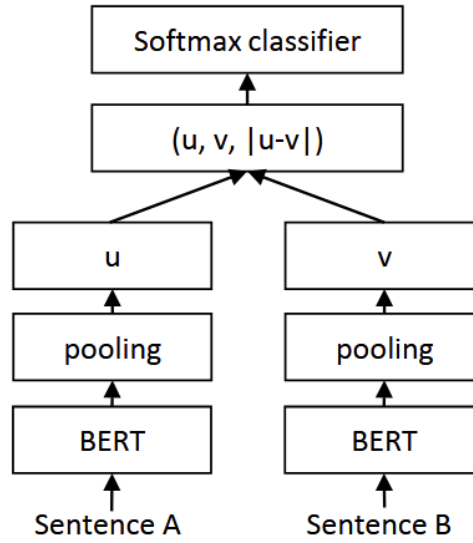 Softmax classifier
(u, v, |u-v|)
u
v
pooling
pooling
BERT
BERT
Sentence A
Sentence B